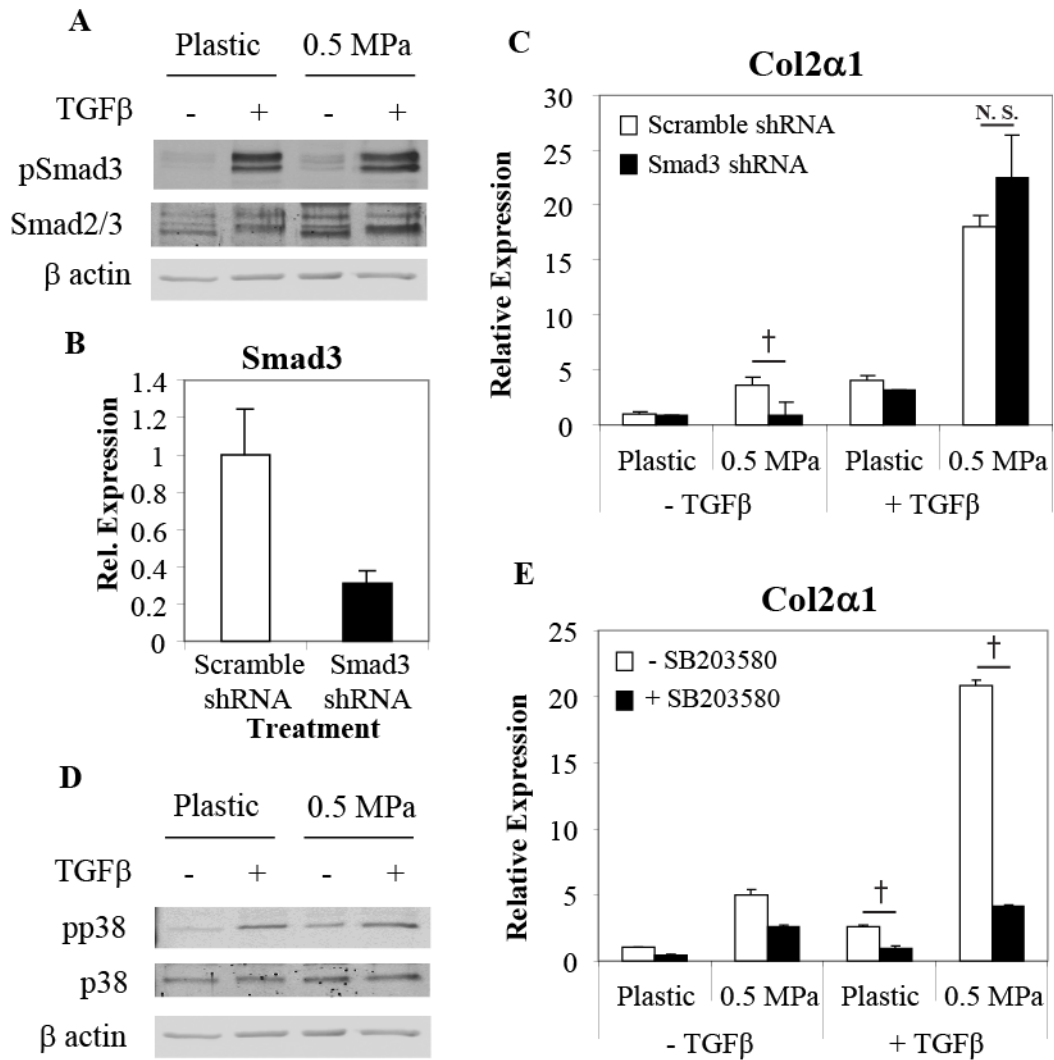 A
Plastic 0.5 MPa
TGFβ - + - +
pSmad3
Smad2/3
β actin
B
Smad3
Rel. Expression
1.4
1.2
1
0.8
0.6
0.4
0.2
0
Scramble shRNA
Smad3 shRNA
Treatment
C
Col2α1
Relative Expression
30
25
20
15
10
5
0
Scramble shRNA
Smad3 shRNA
†
N. S.
Plastic 0.5 MPa Plastic 0.5 MPa
- TGFβ + TGFβ
D
Plastic 0.5 MPa
TGFβ - + - +
pp38
p38
β actin
E
Col2α1
Relative Expression
25
20
15
10
5
0
- SB203580
+ SB203580
†
†
Plastic 0.5 MPa Plastic 0.5 MPa
- TGFβ + TGFβ